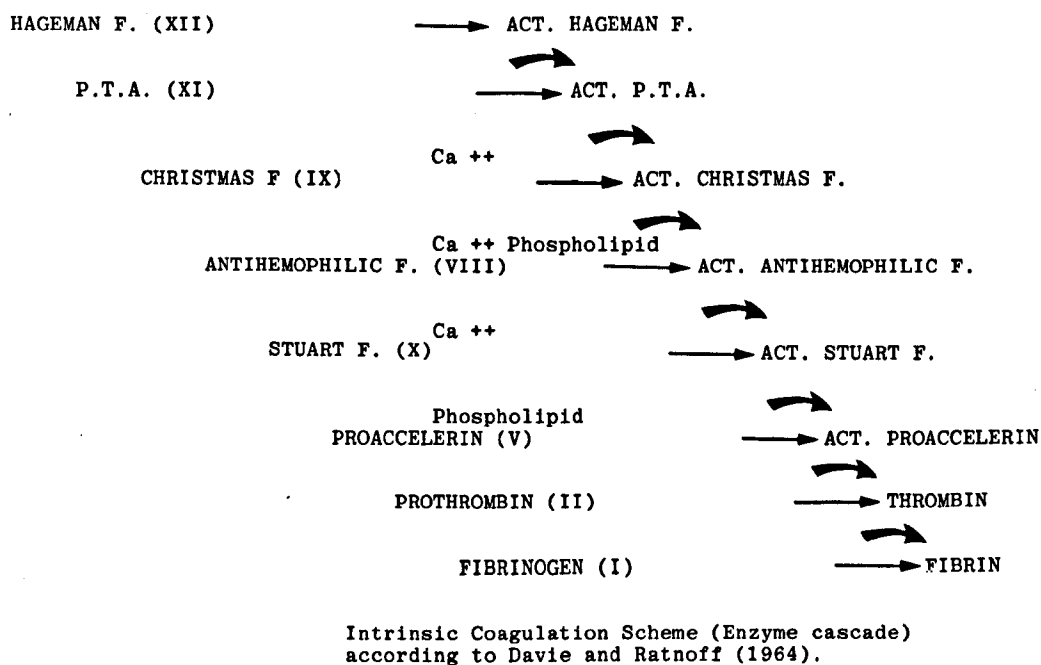 HAGEMAN F. (XII) ACT. HAGEMAN F.
P.T.A. (XI) ACT. P.T.A.
Ca ++
CHRISTMAS F (IX) ACT. CHRISTMAS F.
Ca ++ Phospholipid
ANTIHEMOPHILIC F. (VIII) ACT. ANTIHEMOPHILIC F.
Ca ++
STUART F. (X) ACT. STUART F.
Phospholipid
PROACCELERIN (V) ACT. PROACCELERIN
PROTHROMBIN (II) THROMBIN
FIBRINOGEN (I) FIBRIN
Intrinsic Coagulation Scheme (Enzyme cascade)
according to Davie and Ratnoff (1964).